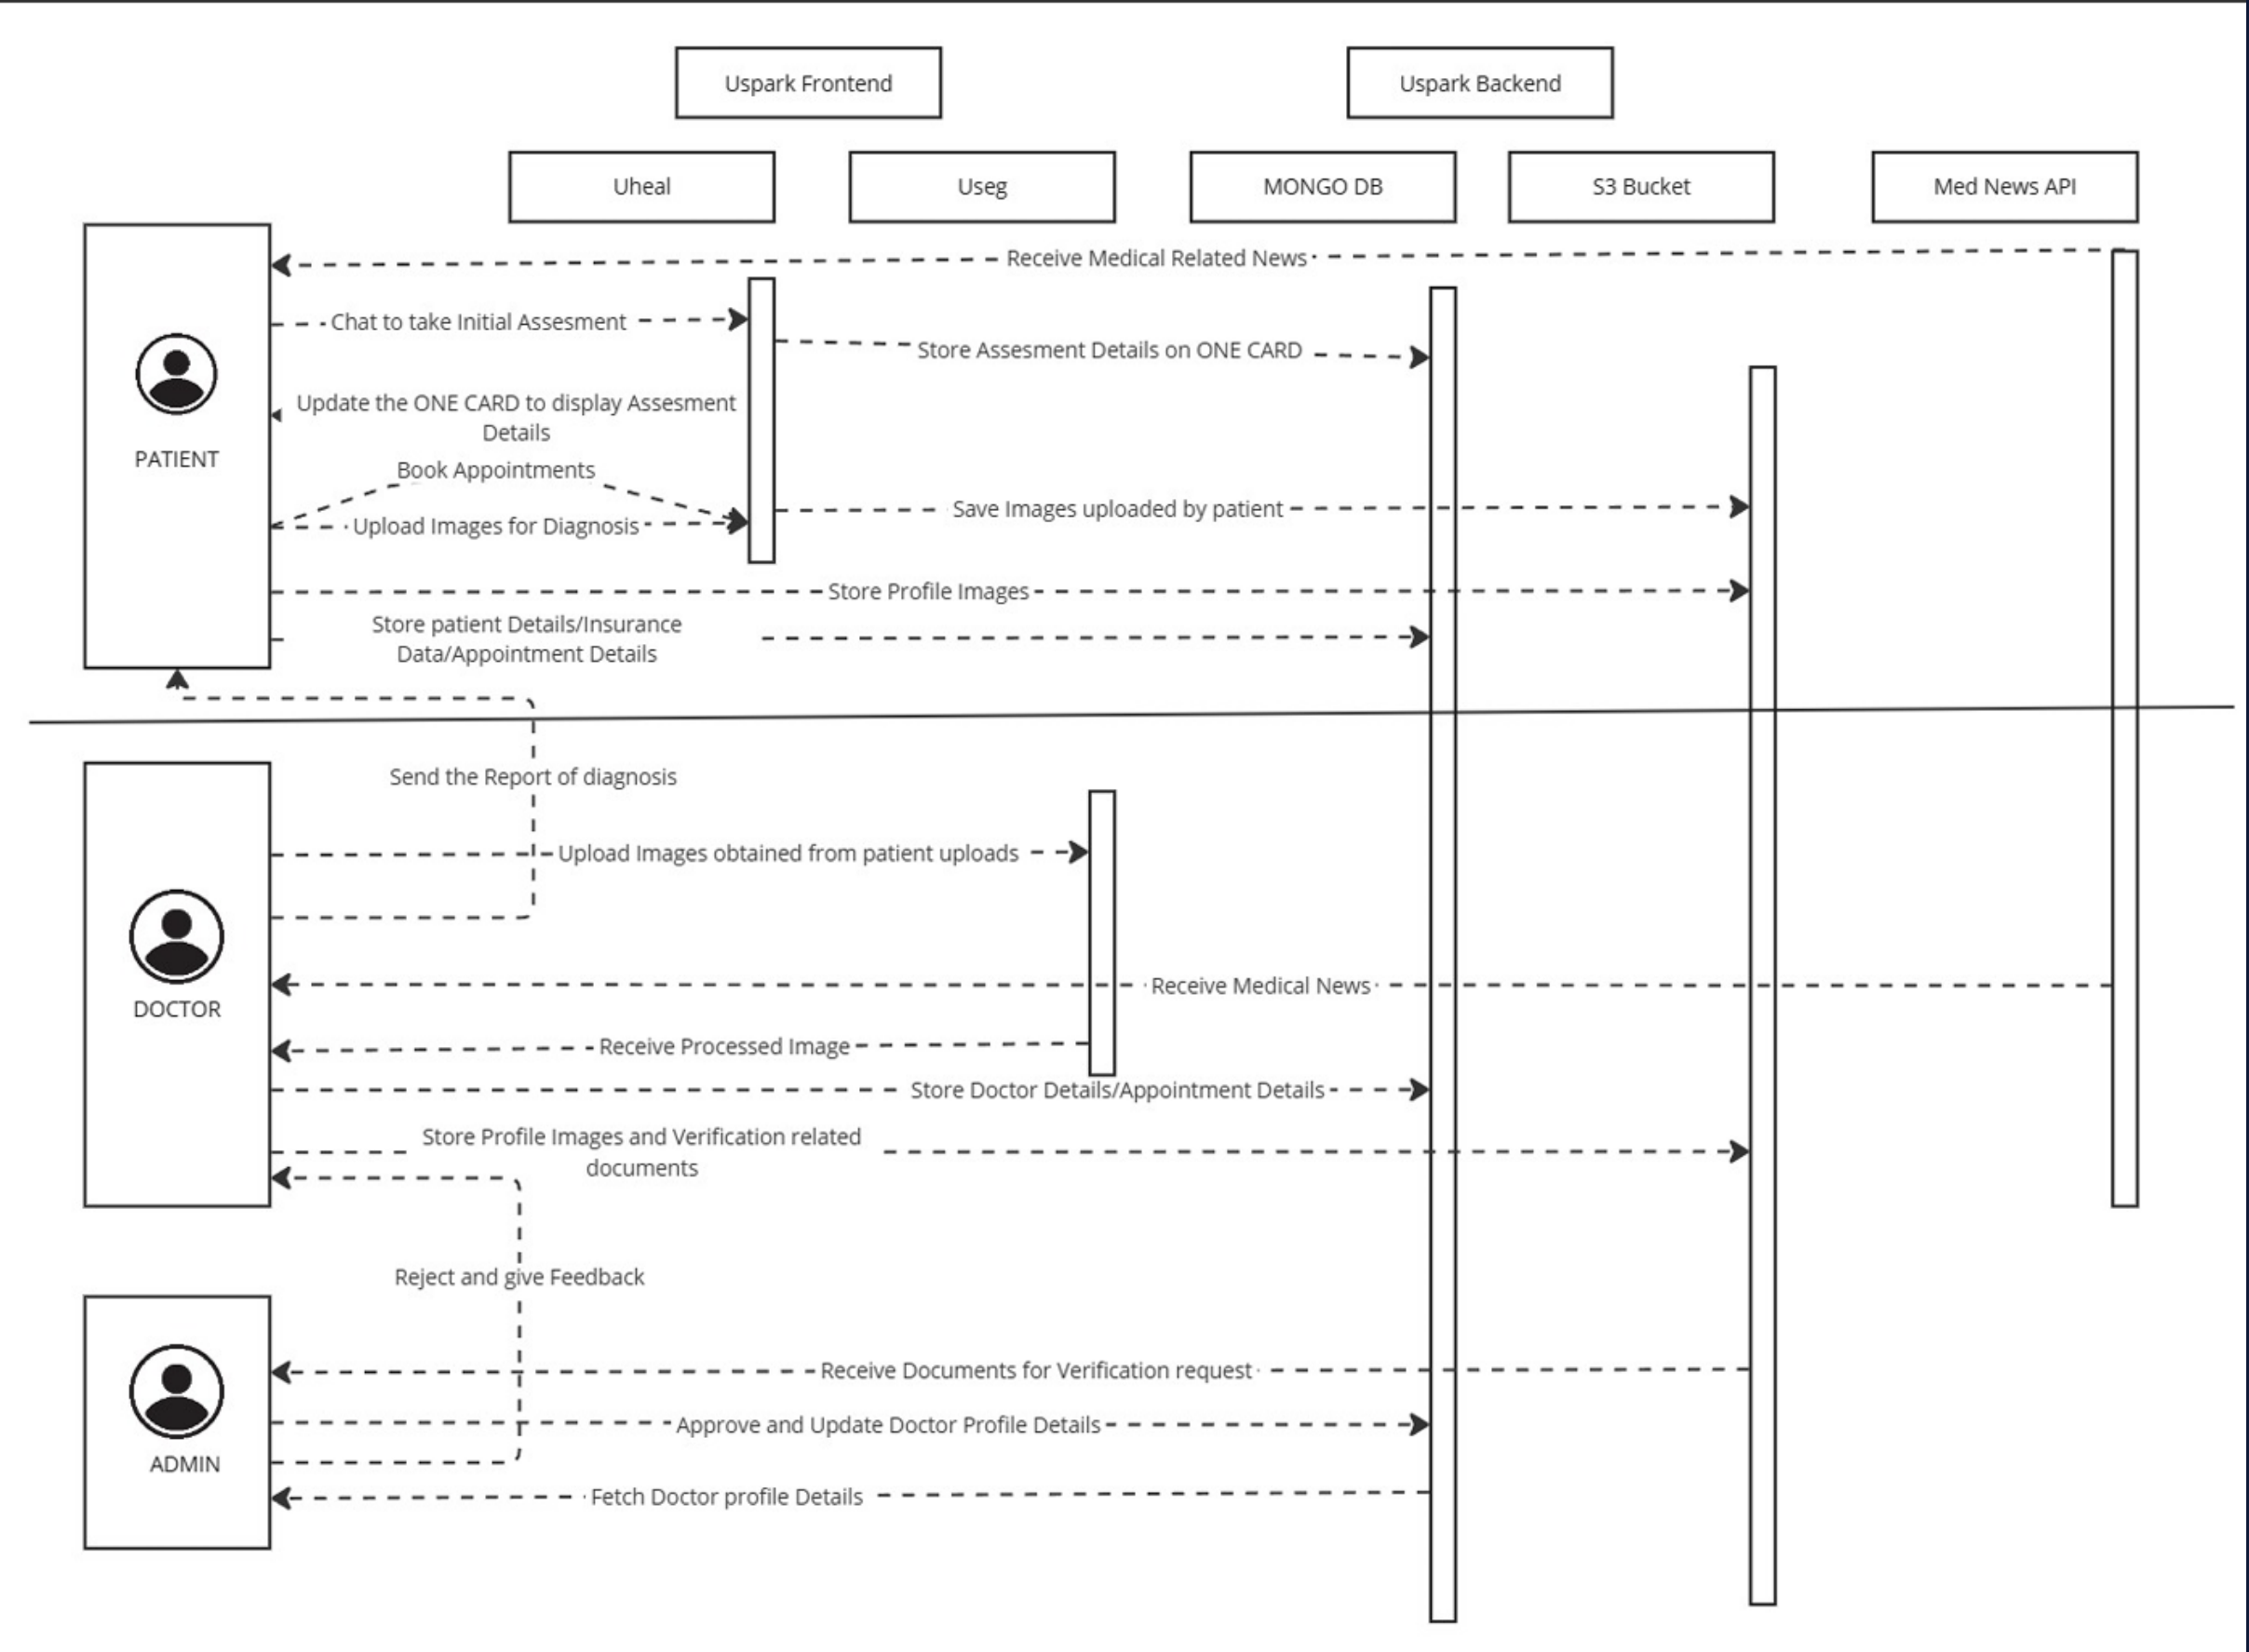 Uspark Frontend
Uspark Backend
Uheal
Useg
MONGO DB
S3 Bucket
Med News API
Receive Medical Related News
Chat to take Initial Assesment
Store Assesment Details on ONE CARD
Update the ONE CARD to display Assesment
Details
PATIENT
Book Appointments
Save Images uploaded by patient
Upload Images for Diagnosis
Store Profile Images
Store patient Details/Insurance
Data/Appointment Details
Send the Report of diagnosis
Upload Images obtained from patient uploads
Receive Medical News
DOCTOR
Receive Processed Image
Store Doctor Details/Appointment Details
Store Profile Images and Verification related
documents
Reject and give Feedback
Receive Documents for Verification request
Approve and Update Doctor Profile Details
ADMIN
Fetch Doctor profile Details